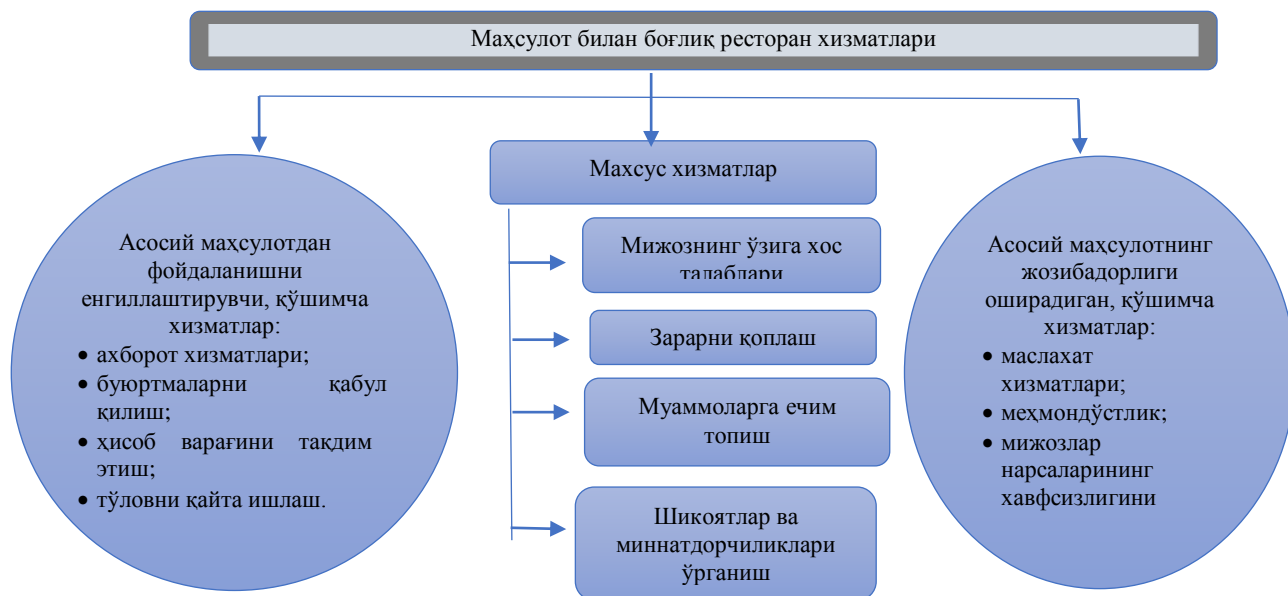 Маҳсулот билан боғлиқ ресторан хизматлари
Асосий маҳсулотдан
фойдаланишни
енгиллаштирувчи, қўшимча
хизматлар:
• ахборот хизматлари;
• буюртмаларни қабул
қилиш;
• ҳисоб варағини тақдим
этиш;
• тўловни қайта ишлаш.
Махсус хизматлар
Мижознинг ўзига хос
талаблари
Зарарни қоплаш
Муаммоларга ечим
топиш
Шикоятлар ва
миннатдорчиликлари
ўрганиш
Асосий маҳсулотнинг
жозибадорлиги
оширадиган, қўшимча
хизматлар:
• маслахат
хизматлари;
• меҳмондўстлик;
• мижозлар
нарсаларининг
хавфсизлигини